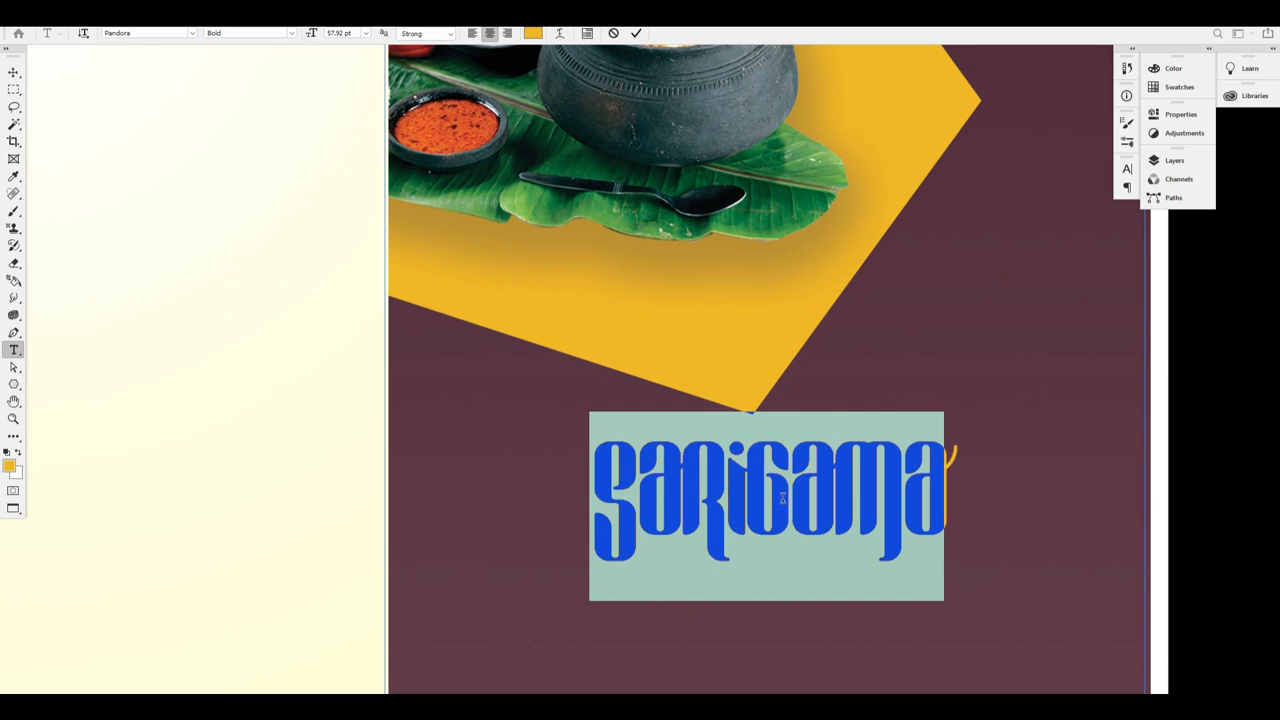 Pandora
Bold
57.92 pt
Strong
Color
Learn
Swatches
Libraries
Properties
Adjustments
Layers
Channels
Paths
SARIGAMA